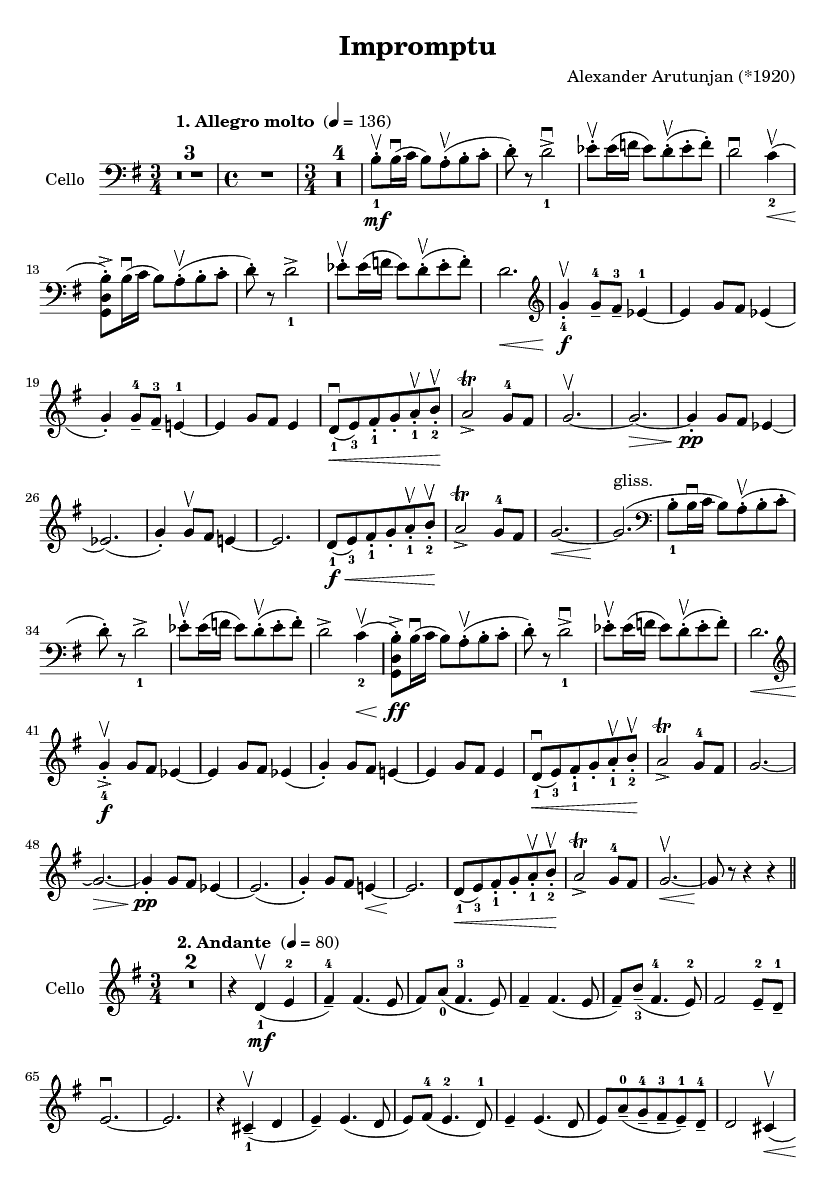 Impromptu
Alexander Arutunjan (*1920)
1. Allegro molto (♩ = 136)
Cello 3 4 3 4 3 4
1 1 2
mf
13
1 4 3 1
4
f
19
4 3 1 4
1 3 1 1 2
pp
26
gliss.
4
1 3 1 1 2 1
f
34
1 2 1
ff
41
4
4 1 3 1 1 2
f
48
4
1 3 1 1 2
pp
2. Andante (♩ = 80)
Cello 3 4 2
2 4 3 4 2 2 1
1 0 3
mf
65
4 2 1 0 4 3 1 4
1